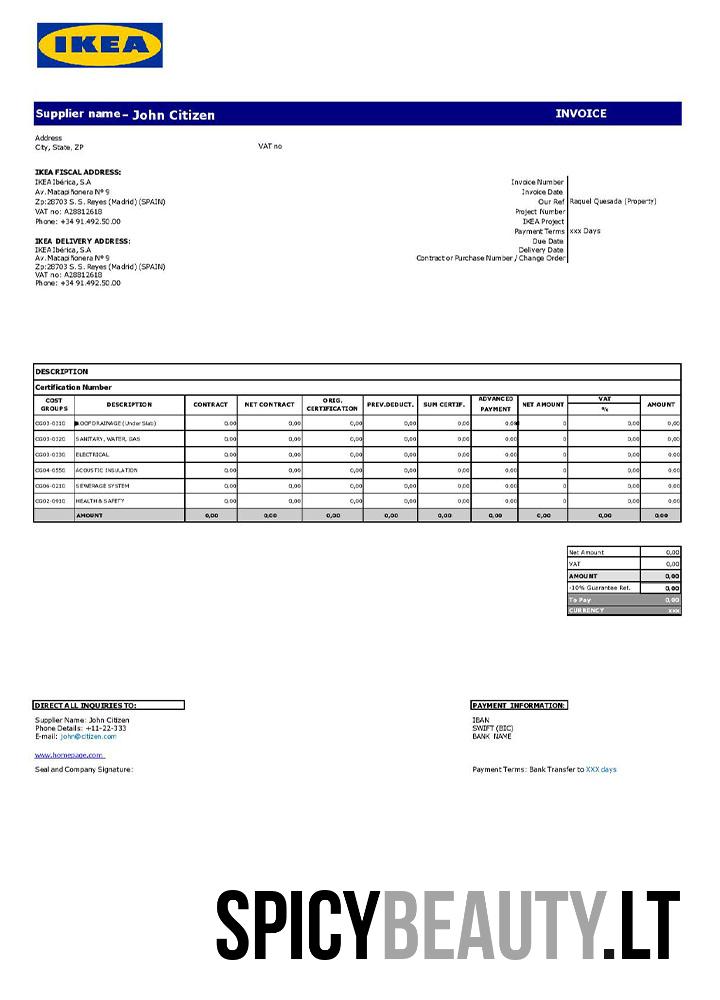 IKEA
Supplier name - John Citizen INVOICE
Address
City, State, ZP VAT no
IKEA FISCAL ADDRESS:
IKEA Ibérica, S.A
Av. Matapiñonera Nº 9
Zp:28703 S. S. Reyes (Madrid) (SPAIN)
VAT no: A28812618
Phone: +34 91.492.50.00
IKEA DELIVERY ADDRESS:
IKEA Ibérica, S.A
Av. Matapiñonera Nº 9
Zp:28703 S. S. Reyes (Madrid) (SPAIN)
VAT no: A28812618
Phone: +34 91.492.50.00
Invoice Number
Invoice Date
Our Ref Raquel Quesada (Property)
Project Number
IKEA Project
Payment Terms xxx Days
Due Date
Delivery Date
Contract or Purchase Number / Change Order
DESCRIPTION
Certification Number
COST GROUPS DESCRIPTION CONTRACT NET CONTRACT ORIG. CERTIFICATION PREV.DEDUCT. SUM CERTIF. ADVANCED PAYMENT NET AMOUNT VAT % AMOUNT
CG03-0310 ROOF DRAINAGE (Under Slab) 0,00 0,00 0,00 0,00 0,00 0,00 0 0,00 0,00
CG03-0320 SANITARY, WATER, GAS 0,00 0,00 0,00 0,00 0,00 0,00 0 0,00 0,00
CG03-0330 ELECTRICAL 0,00 0,00 0,00 0,00 0,00 0,00 0 0,00 0,00
CG04-0550 ACOUSTIC INSULATION 0,00 0,00 0,00 0,00 0,00 0,00 0 0,00 0,00
CG06-0210 SEWERAGE SYSTEM 0,00 0,00 0,00 0,00 0,00 0,00 0 0,00 0,00
CG02-0910 HEALTH & SAFETY 0,00 0,00 0,00 0,00 0,00 0,00 0 0,00 0,00
AMOUNT 0,00 0,00 0,00 0,00 0,00 0,00 0,00 0,00 0,00
Net Amount 0,00
VAT 0,00
AMOUNT 0,00
-10% Guarantee Ret. 0,00
To Pay 0,00
CURRENCY xxx
DIRECT ALL INQUIRIES TO:
Supplier Name: John Citizen
Phone Details: +11-22-333
E-mail: john@citizen.com
www.homepage.com
Seal and Company Signature:
PAYMENT INFORMATION:
IBAN
SWIFT (BIC)
BANK NAME
Payment Terms: Bank Transfer to XXX days
SPICYBEAUTY.LT